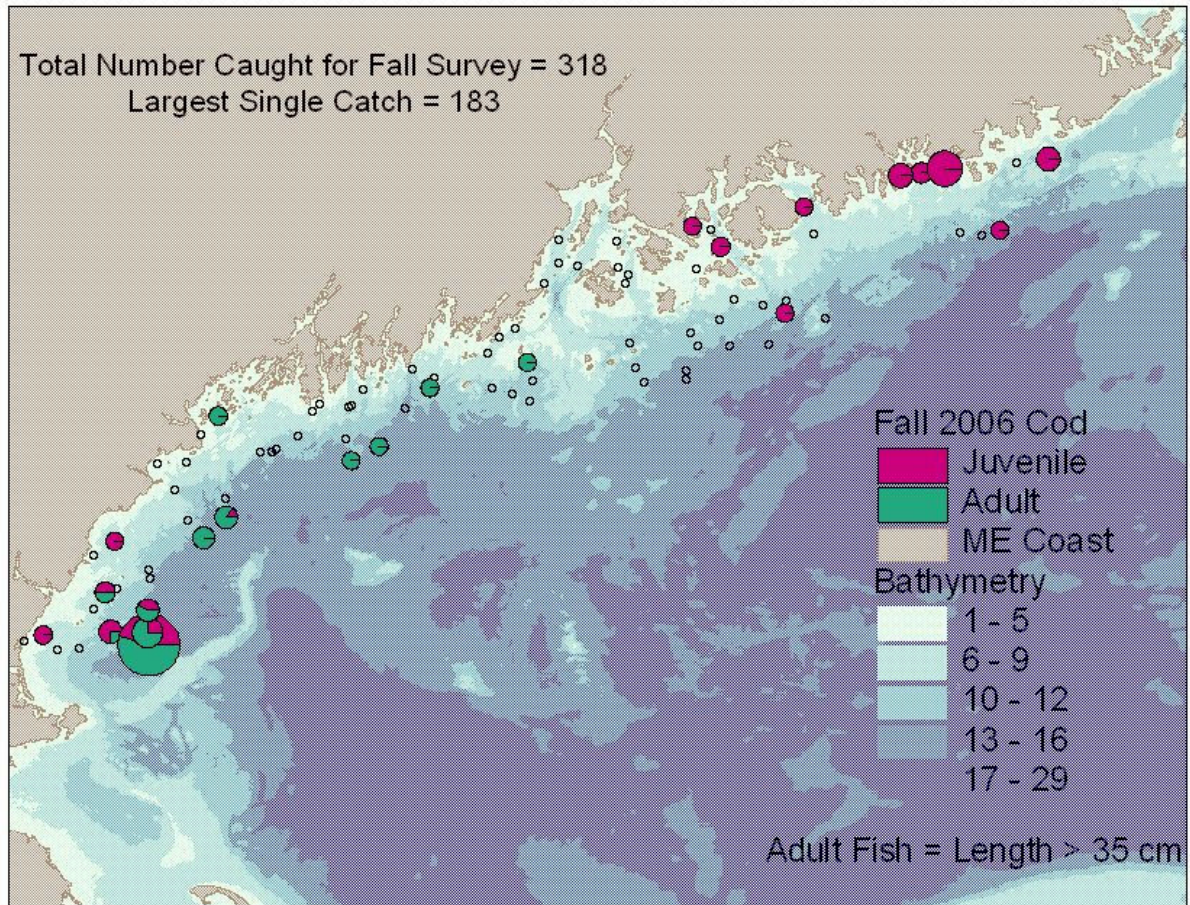 Total Number Caught for Fall Survey = 318
Largest Single Catch = 183
Fall 2006 Cod
Juvenile
Adult
ME Coast
Bathymetry
1 - 5
6 - 9
10 - 12
13 - 16
17 - 29
Adult Fish = Length > 35 cm